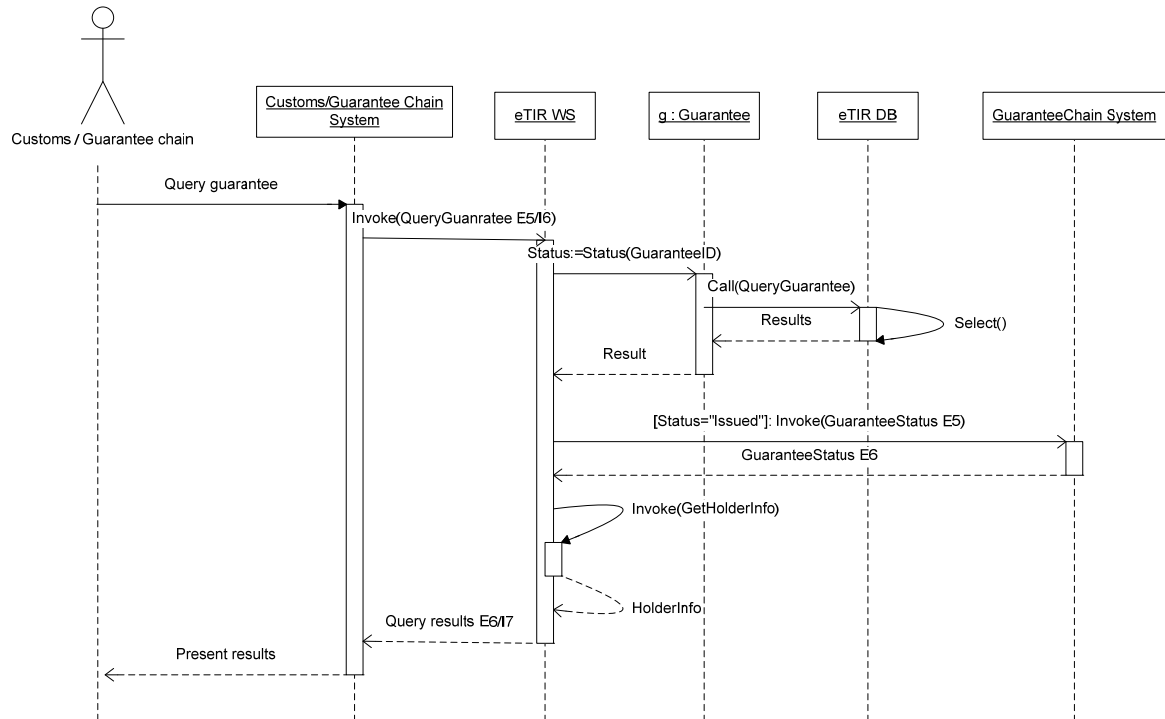 Customs / Guarantee chain
Customs/Guarantee Chain
System
eTIR WS
g : Guarantee
eTIR DB
GuaranteeChain System
Query guarantee
Invoke(QueryGuanratee E5/I6)
Status:=Status(GuaranteeID)
Call(QueryGuarantee)
Select()
Results
Result
[Status="Issued"]: Invoke(GuaranteeStatus E5)
GuaranteeStatus E6
Invoke(GetHolderInfo)
HolderInfo
Query results E6/I7
Present results